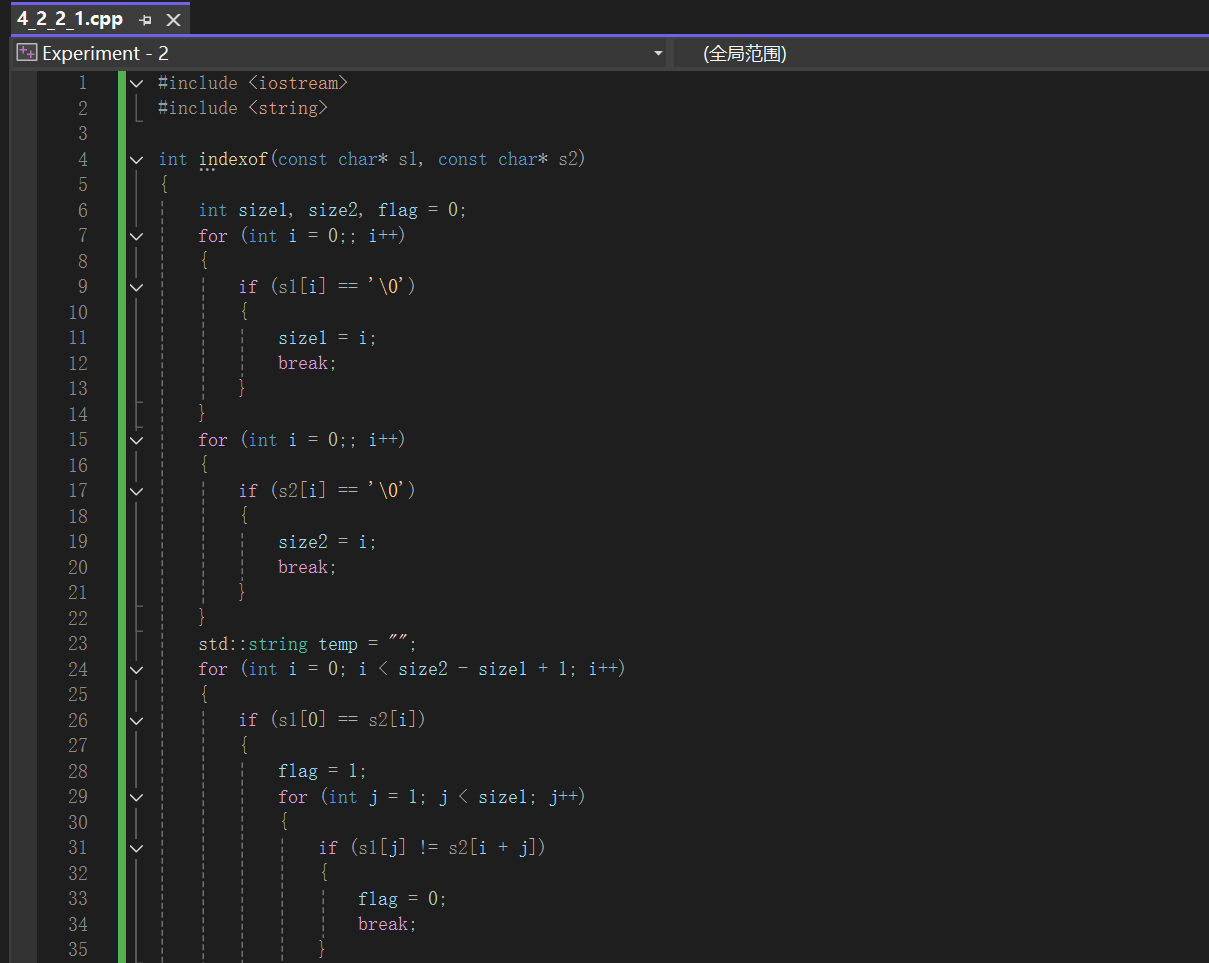 4_2_2_1.cpp
Experiment - 2 (全局范围)
1 #include <iostream>
2 #include <string>
3
4 int indexof(const char* s1, const char* s2)
5 {
6 int size1, size2, flag = 0;
7 for (int i = 0;; i++)
8 {
9 if (s1[i] == '\0')
10 {
11 size1 = i;
12 break;
13 }
14 }
15 for (int i = 0;; i++)
16 {
17 if (s2[i] == '\0')
18 {
19 size2 = i;
20 break;
21 }
22 }
23 std::string temp = "";
24 for (int i = 0; i < size2 - size1 + 1; i++)
25 {
26 if (s1[0] == s2[i])
27 {
28 flag = 1;
29 for (int j = 1; j < size1; j++)
30 {
31 if (s1[j] != s2[i + j])
32 {
33 flag = 0;
34 break;
35 }